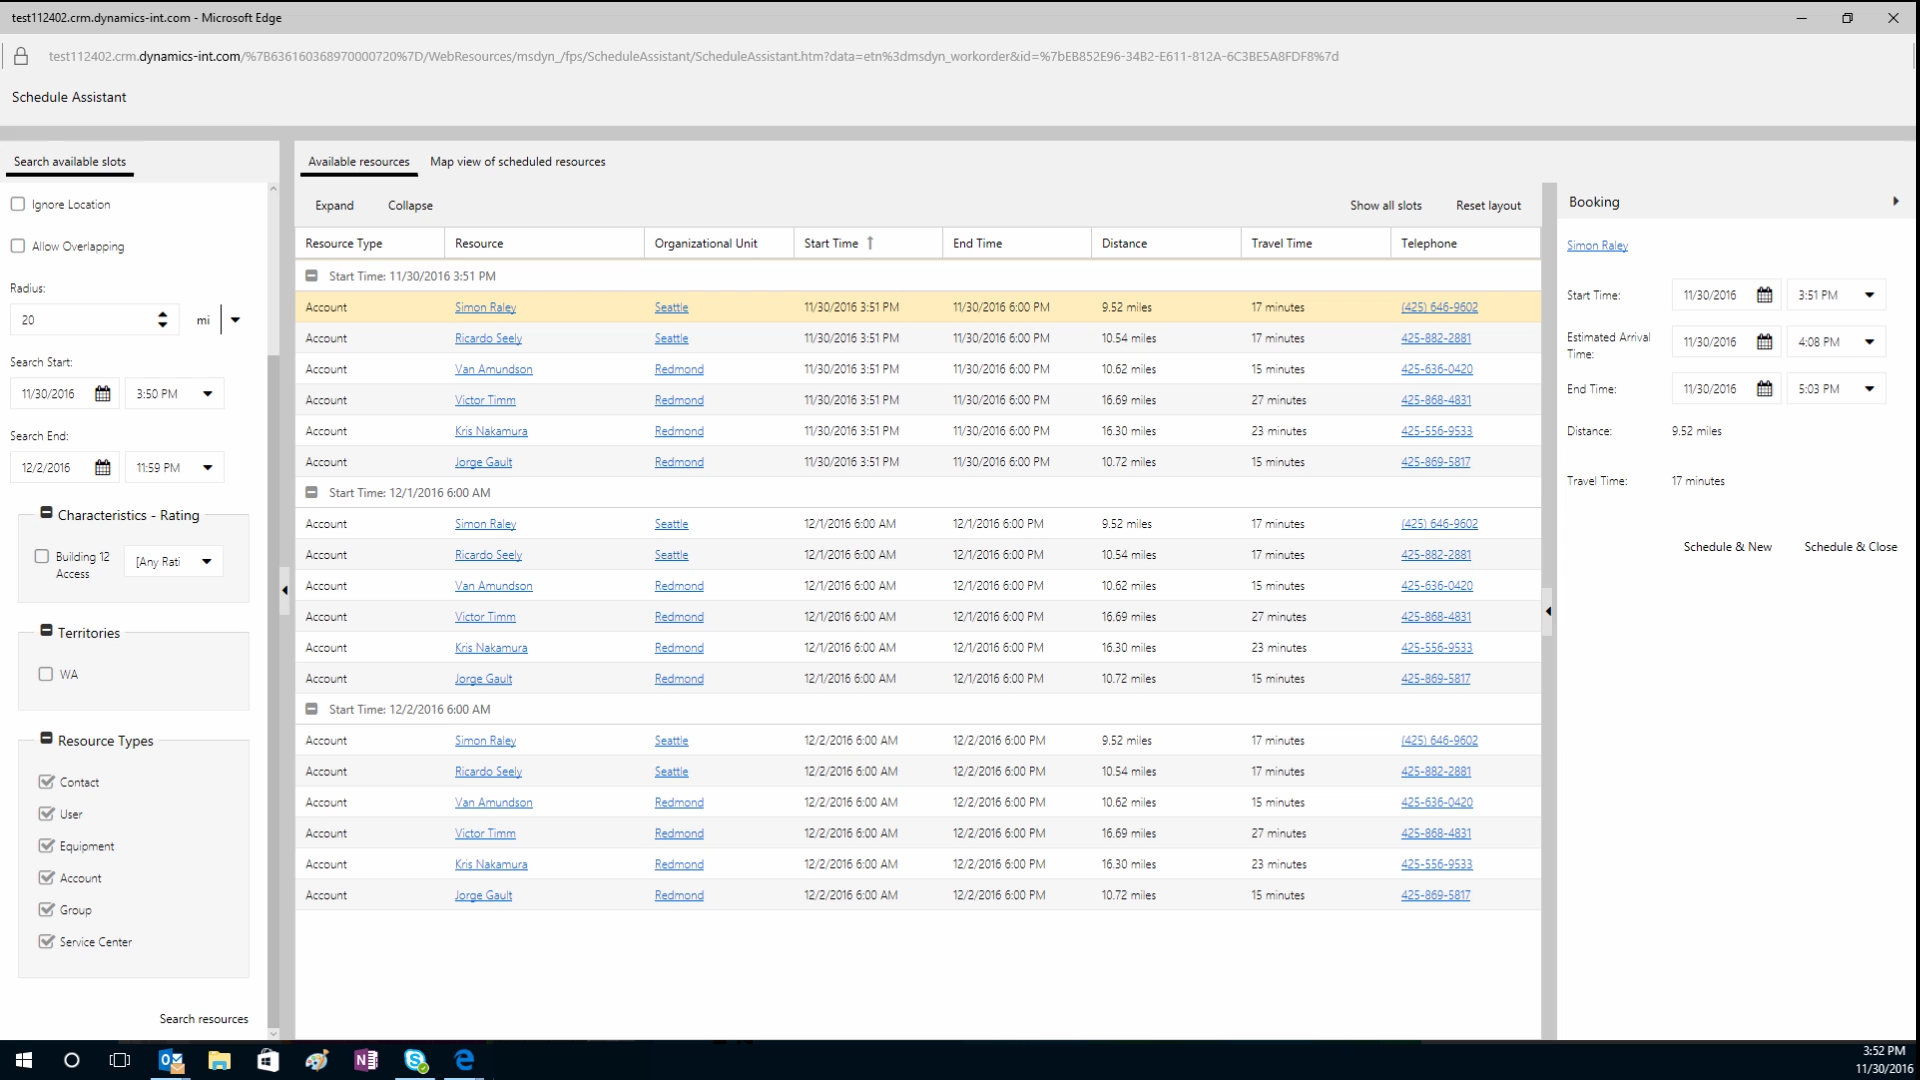 test112402.crm.dynamics-int.com - Microsoft Edge
test112402.crm.dynamics-int.com/%7B636160368970000720%7D/WebResources/msdyn_/fps/ScheduleAssistant/ScheduleAssistant.htm?data=etn%3dmsdyn_workorder&id=%7bEB852E96-34B2-E611-812A-6C3BE5A8FDF8%7d
Schedule Assistant
Search available slots
Ignore Location
Allow Overlapping
Radius:
20 mi
Search Start:
11/30/2016 3:50 PM
Search End:
12/2/2016 11:59 PM
Characteristics - Rating
Building 12 Access [Any Rati
Territories
WA
Resource Types
Contact
User
Equipment
Account
Group
Service Center
Search resources
Available resources Map view of scheduled resources
Expand Collapse Show all slots Reset layout
Resource Type Resource Organizational Unit Start Time ↑ End Time Distance Travel Time Telephone
Start Time: 11/30/2016 3:51 PM
Account Simon Raley Seattle 11/30/2016 3:51 PM 11/30/2016 6:00 PM 9.52 miles 17 minutes (425) 646-9602
Account Ricardo Seely Seattle 11/30/2016 3:51 PM 11/30/2016 6:00 PM 10.54 miles 17 minutes 425-882-2881
Account Van Amundson Redmond 11/30/2016 3:51 PM 11/30/2016 6:00 PM 10.62 miles 15 minutes 425-636-0420
Account Victor Timm Redmond 11/30/2016 3:51 PM 11/30/2016 6:00 PM 16.69 miles 27 minutes 425-868-4831
Account Kris Nakamura Redmond 11/30/2016 3:51 PM 11/30/2016 6:00 PM 16.30 miles 23 minutes 425-556-9533
Account Jorge Gault Redmond 11/30/2016 3:51 PM 11/30/2016 6:00 PM 10.72 miles 15 minutes 425-869-5817
Start Time: 12/1/2016 6:00 AM
Account Simon Raley Seattle 12/1/2016 6:00 AM 12/1/2016 6:00 PM 9.52 miles 17 minutes (425) 646-9602
Account Ricardo Seely Seattle 12/1/2016 6:00 AM 12/1/2016 6:00 PM 10.54 miles 17 minutes 425-882-2881
Account Van Amundson Redmond 12/1/2016 6:00 AM 12/1/2016 6:00 PM 10.62 miles 15 minutes 425-636-0420
Account Victor Timm Redmond 12/1/2016 6:00 AM 12/1/2016 6:00 PM 16.69 miles 27 minutes 425-868-4831
Account Kris Nakamura Redmond 12/1/2016 6:00 AM 12/1/2016 6:00 PM 16.30 miles 23 minutes 425-556-9533
Account Jorge Gault Redmond 12/1/2016 6:00 AM 12/1/2016 6:00 PM 10.72 miles 15 minutes 425-869-5817
Start Time: 12/2/2016 6:00 AM
Account Simon Raley Seattle 12/2/2016 6:00 AM 12/2/2016 6:00 PM 9.52 miles 17 minutes (425) 646-9602
Account Ricardo Seely Seattle 12/2/2016 6:00 AM 12/2/2016 6:00 PM 10.54 miles 17 minutes 425-882-2881
Account Van Amundson Redmond 12/2/2016 6:00 AM 12/2/2016 6:00 PM 10.62 miles 15 minutes 425-636-0420
Account Victor Timm Redmond 12/2/2016 6:00 AM 12/2/2016 6:00 PM 16.69 miles 27 minutes 425-868-4831
Account Kris Nakamura Redmond 12/2/2016 6:00 AM 12/2/2016 6:00 PM 16.30 miles 23 minutes 425-556-9533
Account Jorge Gault Redmond 12/2/2016 6:00 AM 12/2/2016 6:00 PM 10.72 miles 15 minutes 425-869-5817
Booking
Simon Raley
Start Time: 11/30/2016 3:51 PM
Estimated Arrival Time: 11/30/2016 4:08 PM
End Time: 11/30/2016 5:03 PM
Distance: 9.52 miles
Travel Time: 17 minutes
Schedule & New Schedule & Close
3:52 PM
11/30/2016